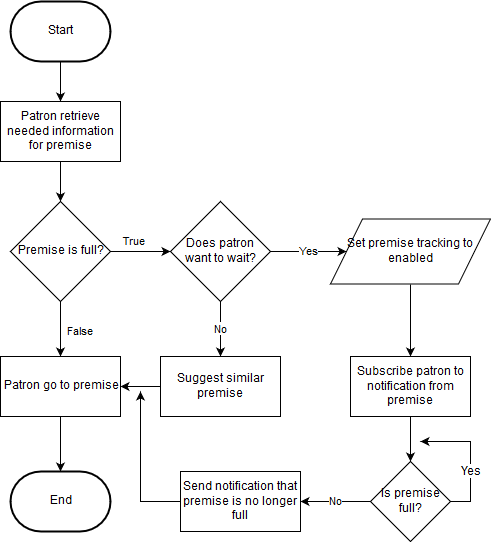 Start
Patron retrieve
needed information
for premise
Premise is full?
True
Does patron
want to wait?
Yes
Set premise tracking to
enabled
False
No
Patron go to premise
Suggest similar
premise
Subscribe patron to
notification from
premise
Yes
End
Send notification that
premise is no longer
full
No
Is premise
full?